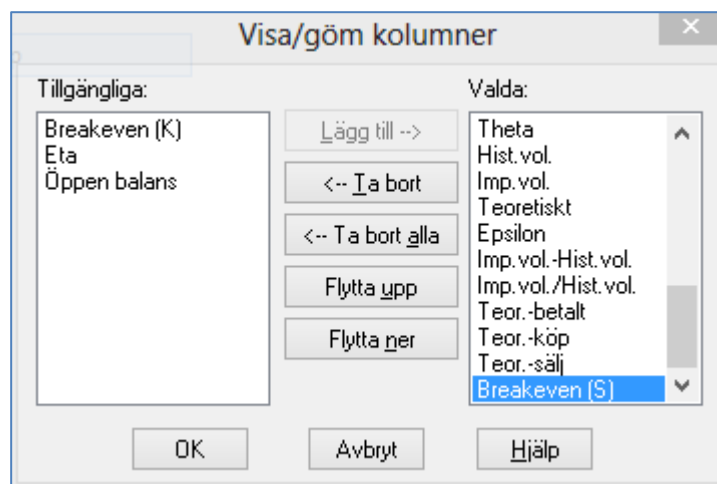 Visa/göm kolumner
Tillgängliga:
Breakeven (K)
Eta
Öppen balans
Lägg till -->
<-- Ta bort
<-- Ta bort alla
Flytta upp
Flytta ner
Valda:
Theta
Hist.vol.
Imp.vol.
Teoretiskt
Epsilon
Imp.vol.-Hist.vol.
Imp.vol./Hist.vol.
Teor.-betalt
Teor.-köp
Teor.-sälj
Breakeven (S)
OK
Avbryt
Hjälp